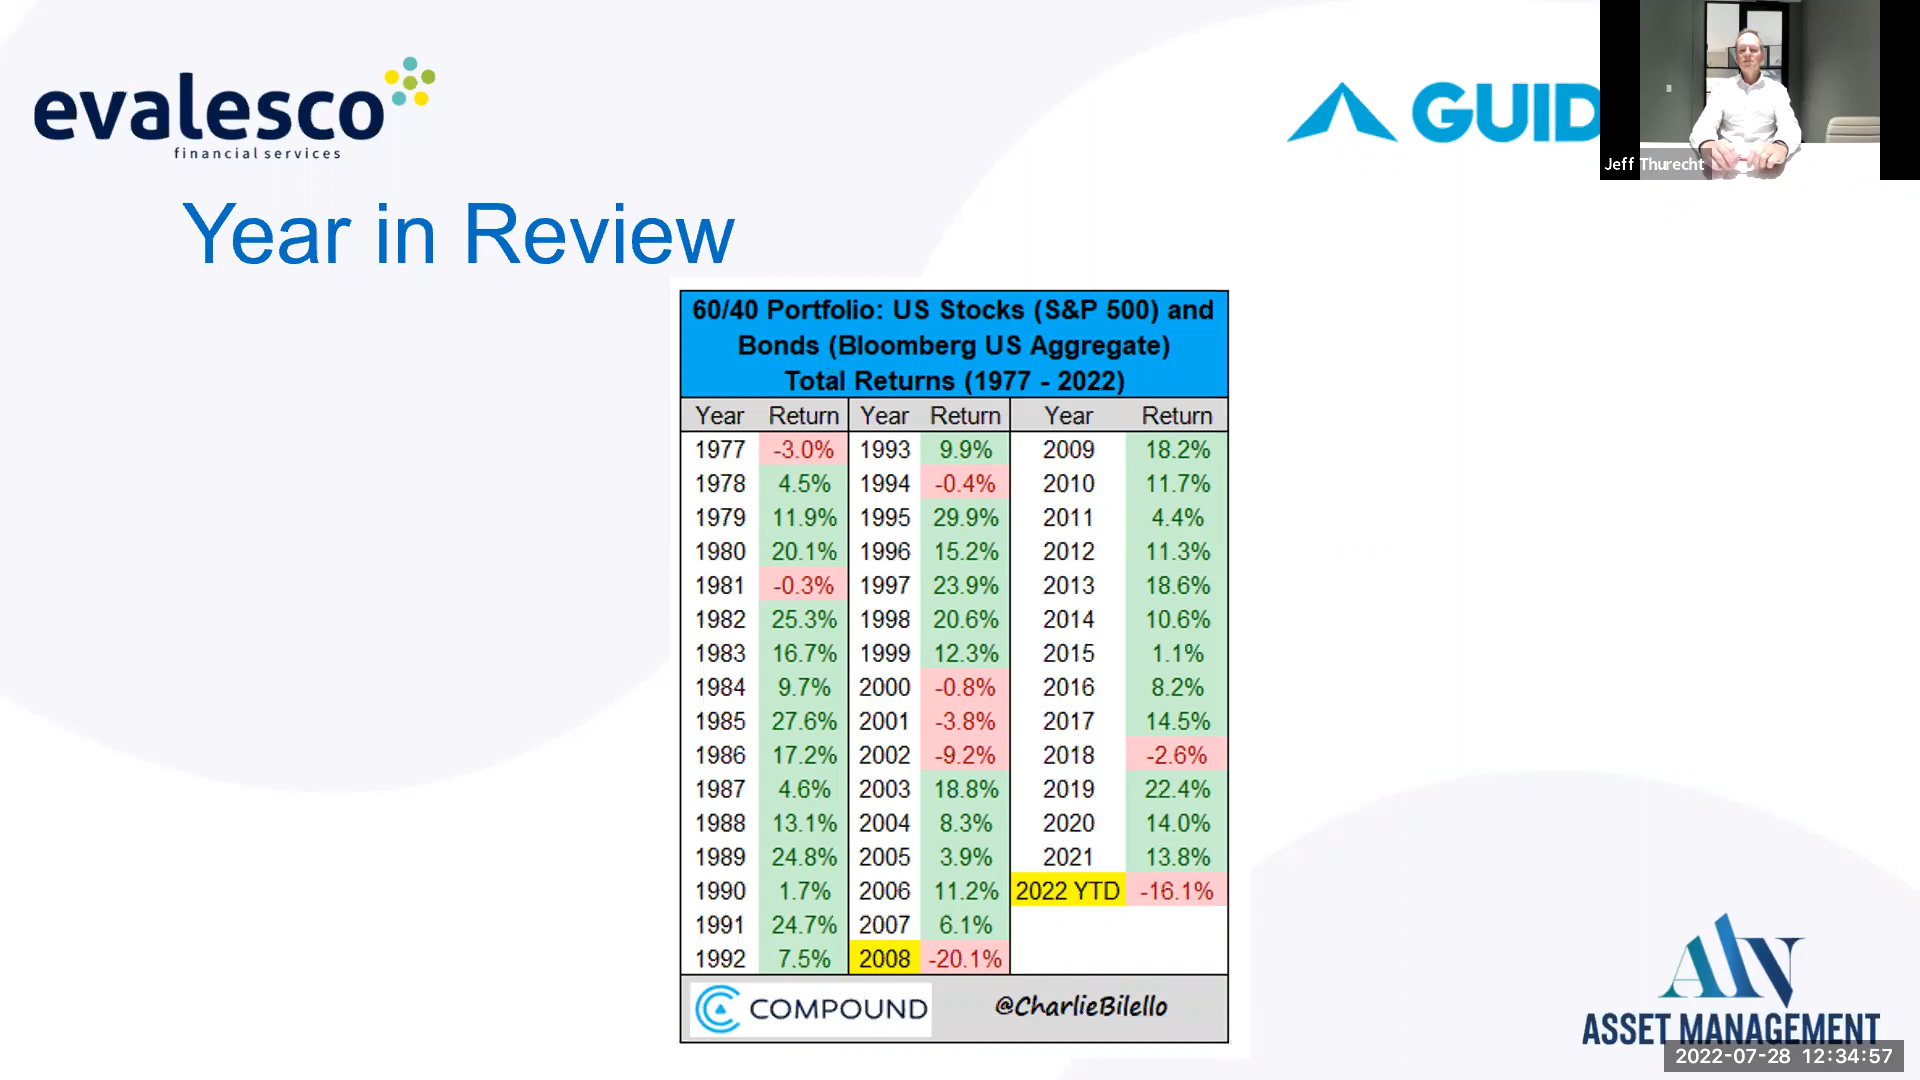 evalesco
financial services
GUID
Jeff Thurecht
Year in Review
60/40 Portfolio: US Stocks (S&P 500) and
Bonds (Bloomberg US Aggregate)
Total Returns (1977 - 2022)
Year Return Year Return Year Return
1977 -3.0% 1993 9.9% 2009 18.2%
1978 4.5% 1994 -0.4% 2010 11.7%
1979 11.9% 1995 29.9% 2011 4.4%
1980 20.1% 1996 15.2% 2012 11.3%
1981 -0.3% 1997 23.9% 2013 18.6%
1982 25.3% 1998 20.6% 2014 10.6%
1983 16.7% 1999 12.3% 2015 1.1%
1984 9.7% 2000 -0.8% 2016 8.2%
1985 27.6% 2001 -3.8% 2017 14.5%
1986 17.2% 2002 -9.2% 2018 -2.6%
1987 4.6% 2003 18.8% 2019 22.4%
1988 13.1% 2004 8.3% 2020 14.0%
1989 24.8% 2005 3.9% 2021 13.8%
1990 1.7% 2006 11.2% 2022 YTD -16.1%
1991 24.7% 2007 6.1%
1992 7.5% 2008 -20.1%
COMPOUND @CharlieBilello
ASSET MANAGEMENT
2022-07-28 12:34:57